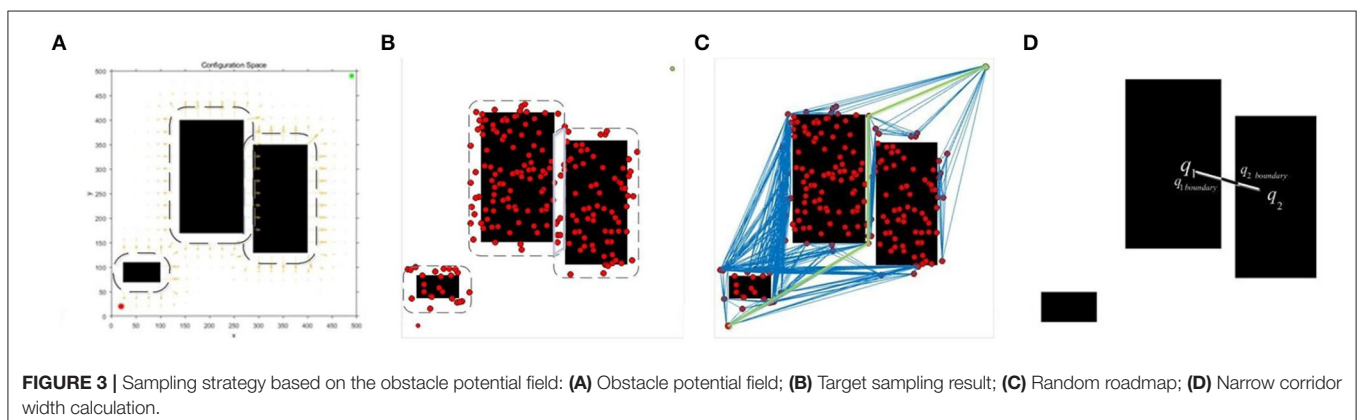 A
B
C
D
Configuration Space
500
450
400
350
300
250
200
150
100
50
0
y
0 50 100 150 200 250 300 350 400 450 500
x
q1
q1boundary
q2 boundary
q2
FIGURE 3 | Sampling strategy based on the obstacle potential field: (A) Obstacle potential field; (B) Target sampling result; (C) Random roadmap; (D) Narrow corridor
width calculation.